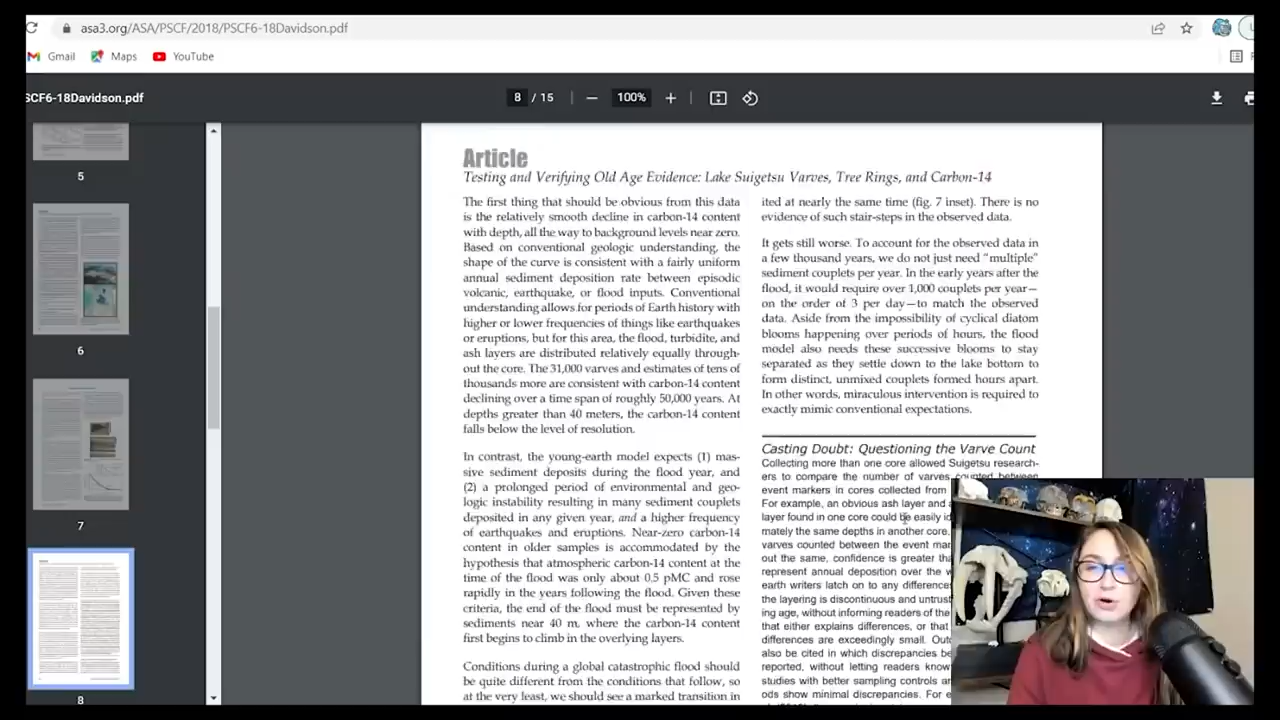 asa3.org/ASA/PSCF/2018/PSCF6-18Davidson.pdf
Gmail
Maps
YouTube
SCF6-18Davidson.pdf
8 / 15
100%
5
6
7
8
Article
Testing and Verifying Old Age Evidence: Lake Suigetsu Varves, Tree Rings, and Carbon-14
The first thing that should be obvious from this data
is the relatively smooth decline in carbon-14 content
with depth, all the way to background levels near zero.
Based on conventional geologic understanding, the
shape of the curve is consistent with a fairly uniform
annual sediment deposition rate between episodic
volcanic, earthquake, or flood inputs. Conventional
understanding allows for periods of Earth history with
higher or lower frequencies of things like earthquakes
or eruptions, but for this area, the flood, turbidite, and
ash layers are distributed relatively equally through-
out the core. The 31,000 varves and estimates of tens of
thousands more are consistent with carbon-14 content
declining over a time span of roughly 50,000 years. At
depths greater than 40 meters, the carbon-14 content
falls below the level of resolution.
In contrast, the young-earth model expects (1) mas-
sive sediment deposits during the flood year, and
(2) a prolonged period of environmental and geo-
logic instability resulting in many sediment couplets
deposited in any given year, and a higher frequency
of earthquakes and eruptions. Near-zero carbon-14
content in older samples is accommodated by the
hypothesis that atmospheric carbon-14 content at the
time of the flood was only about 0.5 pMC and rose
rapidly in the years following the flood. Given these
criteria, the end of the flood must be represented by
sediments near 40 m, where the carbon-14 content
first begins to climb in the overlying layers.
Conditions during a global catastrophic flood should
be quite different from the conditions that follow, so
at the very least, we should see a marked transition in
ited at nearly the same time (fig. 7 inset). There is no
evidence of such stair-steps in the observed data.
It gets still worse. To account for the observed data in
a few thousand years, we do not just need "multiple"
sediment couplets per year. In the early years after the
flood, it would require over 1,000 couplets per year—
on the order of 3 per day—to match the observed
data. Aside from the impossibility of cyclical diatom
blooms happening over periods of hours, the flood
model also needs these successive blooms to stay
separated as they settle down to the lake bottom to
form distinct, unmixed couplets formed hours apart.
In other words, miraculous intervention is required to
exactly mimic conventional expectations.
Casting Doubt: Questioning the Varve Count
Collecting more than one core allowed Suigetsu research-
ers to compare the number of varves counted between
event markers in cores collected from
For example, an obvious ash layer and a
layer found in one core could be easily id
mately the same depths in another core.
varves counted between the event mar
out the same, confidence is greater tha
represent annual deposition over the w
earth writers latch on to any differences
the layering is discontinuous and untrust
ing age, without informing readers of the
that either explains differences, or that
differences are exceedingly small. Outd
also be cited in which discrepancies be
reported, without letting readers know
studies with better sampling controls an
ods show minimal discrepancies. For e